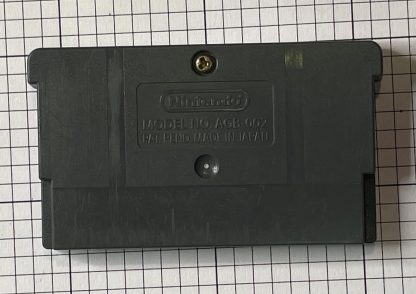 Nintendo
MODEL NO. AGB-002
PAT. PEND. MADE IN JAPAN